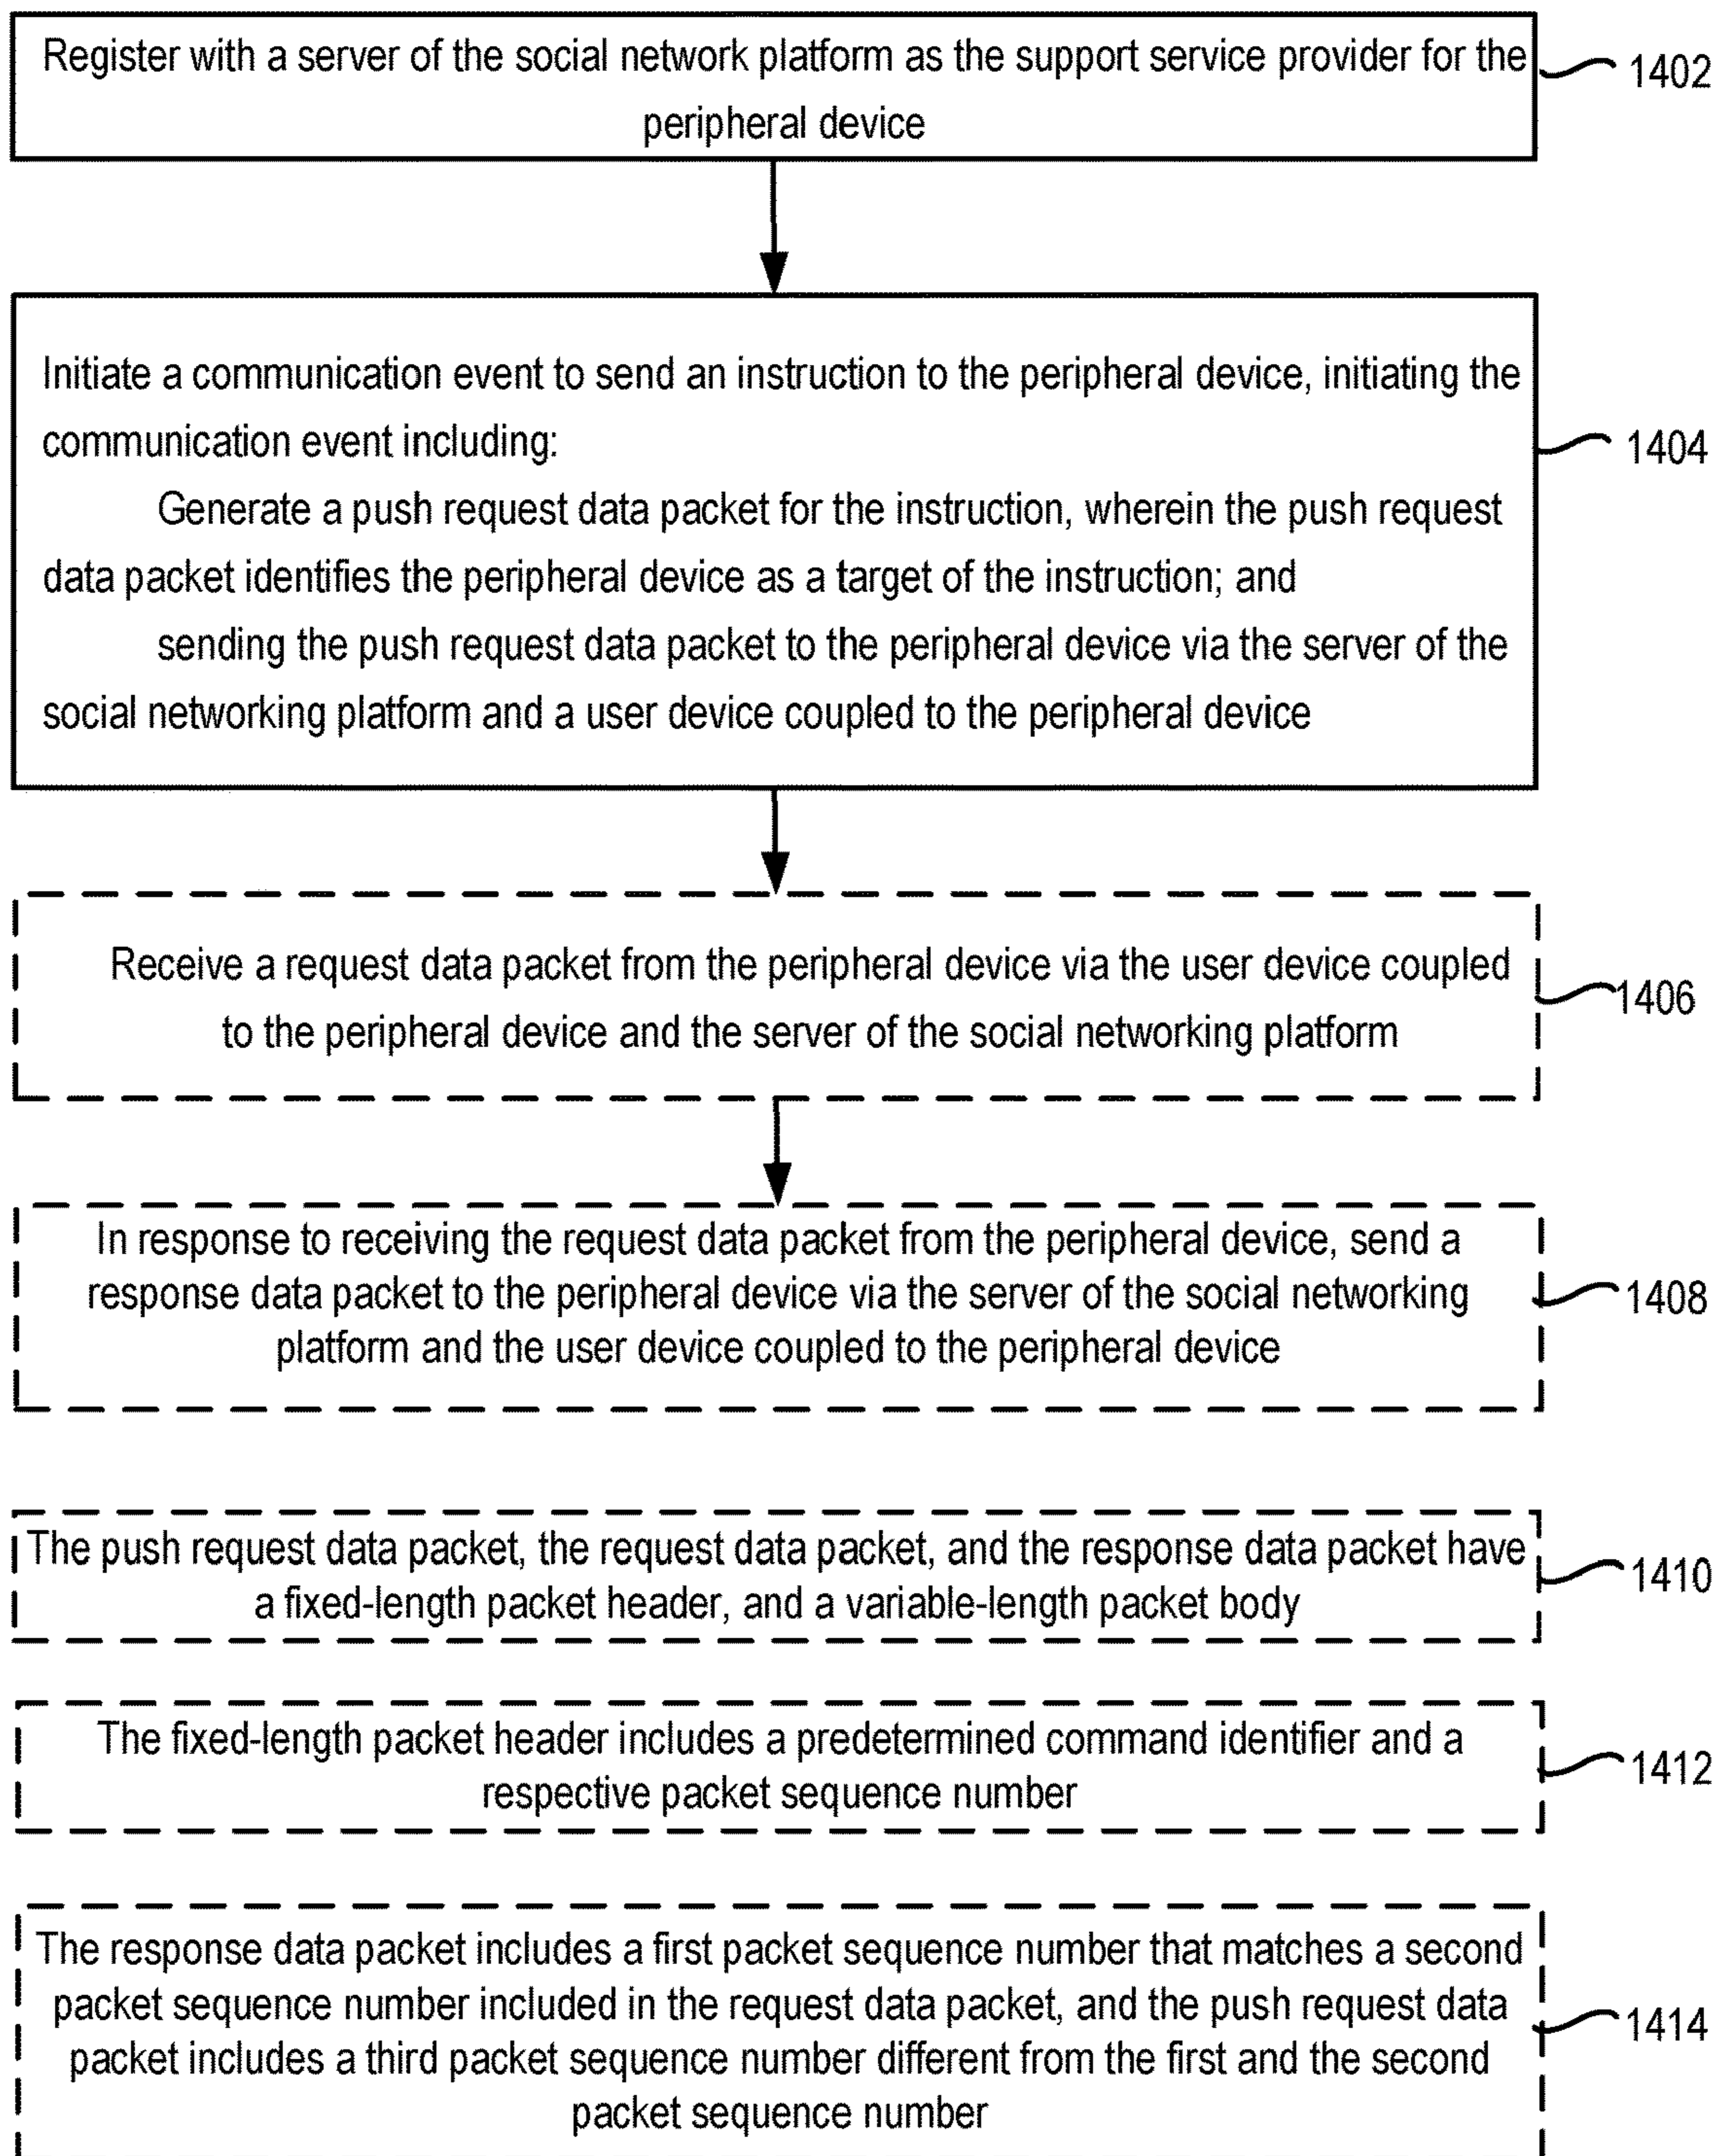 Register with a server of the social network platform as the support service provider for the
peripheral device
1402
Initiate a communication event to send an instruction to the peripheral device, initiating the
communication event including:
Generate a push request data packet for the instruction, wherein the push request
data packet identifies the peripheral device as a target of the instruction; and
sending the push request data packet to the peripheral device via the server of the
social networking platform and a user device coupled to the peripheral device
1404
Receive a request data packet from the peripheral device via the user device coupled
to the peripheral device and the server of the social networking platform
1406
In response to receiving the request data packet from the peripheral device, send a
response data packet to the peripheral device via the server of the social networking
platform and the user device coupled to the peripheral device
1408
The push request data packet, the request data packet, and the response data packet have
a fixed-length packet header, and a variable-length packet body
1410
The fixed-length packet header includes a predetermined command identifier and a
respective packet sequence number
1412
The response data packet includes a first packet sequence number that matches a second
packet sequence number included in the request data packet, and the push request data
packet includes a third packet sequence number different from the first and the second
packet sequence number
1414